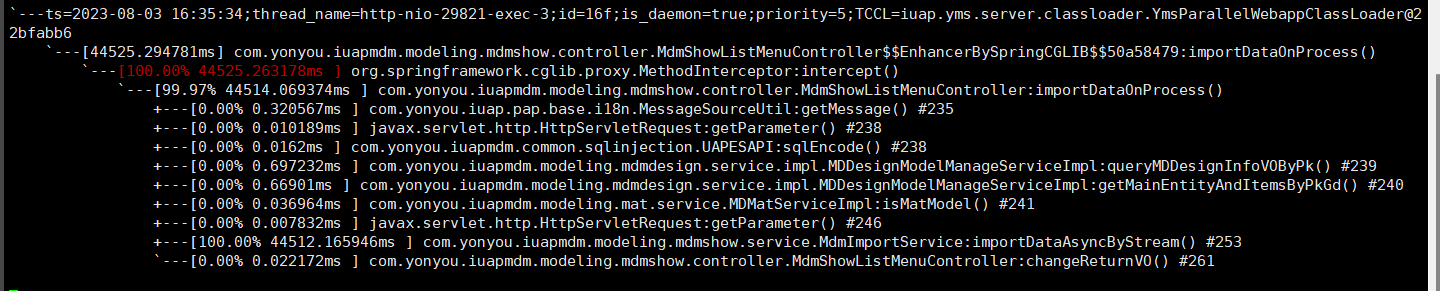 `---ts=2023-08-03 16:35:34;thread_name=http-nio-29821-exec-3;id=16f;is_daemon=true;priority=5;TCCL=iuap.yms.server.classloader.YmsParallelWebappClassLoader@2
2bfabb6
    `---[44525.294781ms] com.yonyou.iuapmdm.modeling.mdmshow.controller.MdmShowListMenuController$$EnhancerBySpringCGLIB$$50a58479:importDataOnProcess()
        `---[100.00% 44525.263178ms ] org.springframework.cglib.proxy.MethodInterceptor:intercept()
            `---[99.97% 44514.069374ms ] com.yonyou.iuapmdm.modeling.mdmshow.controller.MdmShowListMenuController:importDataOnProcess()
                +---[0.00% 0.320567ms ] com.yonyou.iuap.pap.base.i18n.MessageSourceUtil:getMessage() #235
                +---[0.00% 0.010189ms ] javax.servlet.http.HttpServletRequest:getParameter() #238
                +---[0.00% 0.0162ms ] com.yonyou.iuapmdm.common.sqlinjection.UAPESAPI:sqlEncode() #238
                +---[0.00% 0.697232ms ] com.yonyou.iuapmdm.modeling.mdmdesign.service.impl.MDDesignModelManageServiceImpl:queryMDDesignInfoVOByPk() #239
                +---[0.00% 0.66901ms ] com.yonyou.iuapmdm.modeling.mdmdesign.service.impl.MDDesignModelManageServiceImpl:getMainEntityAndItemsByPkGd() #240
                +---[0.00% 0.036964ms ] com.yonyou.iuapmdm.modeling.mat.service.MDMatServiceImpl:isMatModel() #241
                +---[0.00% 0.007832ms ] javax.servlet.http.HttpServletRequest:getParameter() #246
                +---[100.00% 44512.165946ms ] com.yonyou.iuapmdm.modeling.mdmshow.service.MdmImportService:importDataAsyncByStream() #253
                `---[0.00% 0.022172ms ] com.yonyou.iuapmdm.modeling.mdmshow.controller.MdmShowListMenuController:changeReturnVO() #261